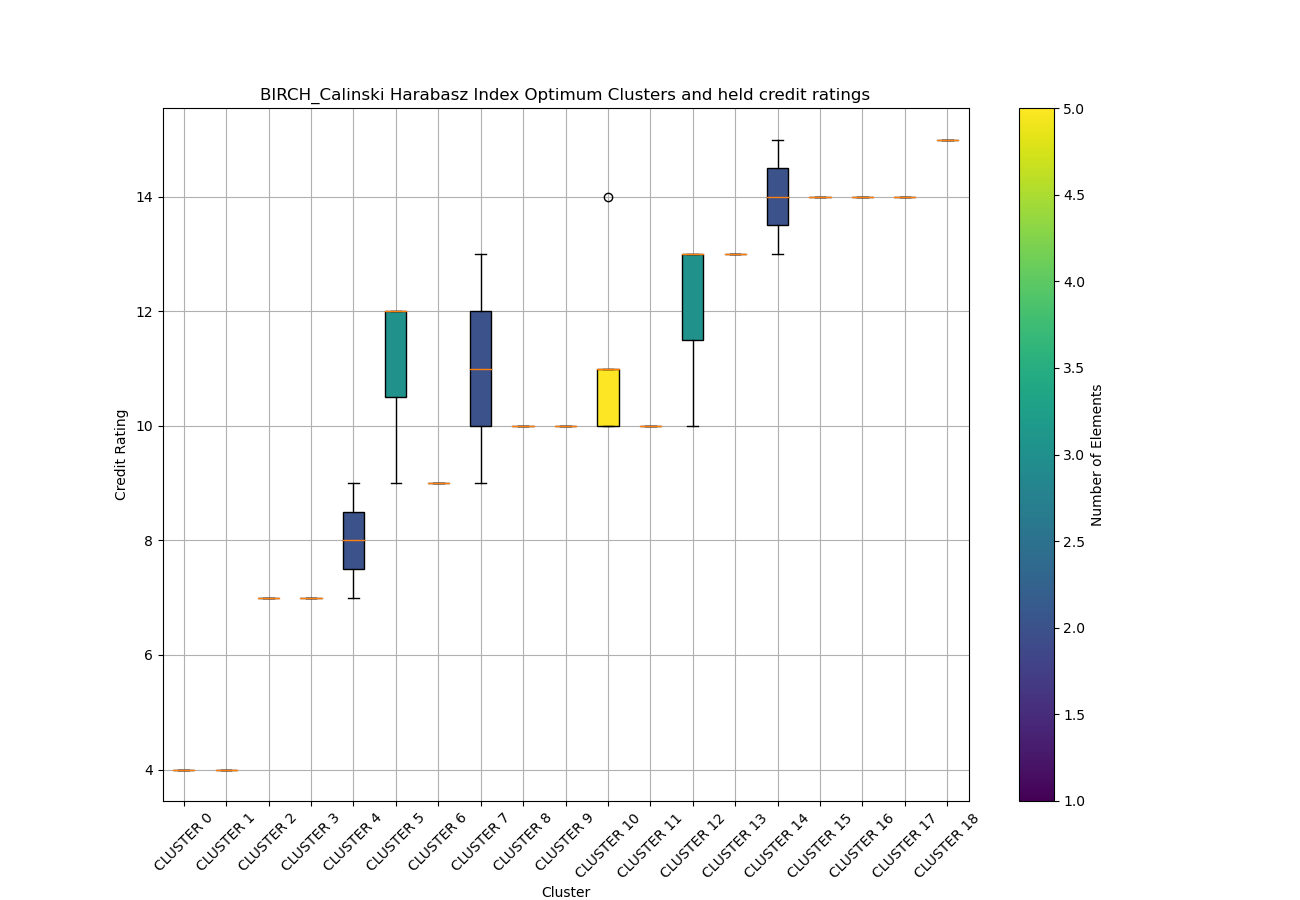 BIRCH_Calinski Harabasz Index Optimum Clusters and held credit ratings
Credit Rating
14
12
10
8
6
4
CLUSTER 0
CLUSTER 1
CLUSTER 2
CLUSTER 3
CLUSTER 4
CLUSTER 5
CLUSTER 6
CLUSTER 7
CLUSTER 8
CLUSTER 9
CLUSTER 10
CLUSTER 11
CLUSTER 12
CLUSTER 13
CLUSTER 14
CLUSTER 15
CLUSTER 16
CLUSTER 17
CLUSTER 18
Cluster
5.0
4.5
4.0
3.5
3.0
2.5
2.0
1.5
1.0
Number of Elements